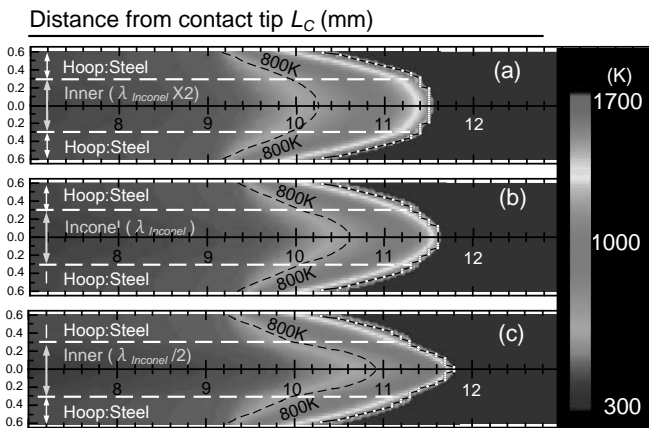 Distance from contact tip L_C (mm)
0.6
0.4
0.2
0.0
0.2
0.4
0.6
Hoop:Steel
Inner ( λ Inconel X2)
Hoop:Steel
800K
800K
8
9
10
11
12
(a)
0.6
0.4
0.2
0.0
0.2
0.4
0.6
Hoop:Steel
Inconel ( λ Inconel )
Hoop:Steel
800K
800K
8
9
10
11
12
(b)
0.6
0.4
0.2
0.0
0.2
0.4
0.6
Hoop:Steel
Inner ( λ Inconel /2)
Hoop:Steel
800K
800K
8
9
10
11
12
(c)
(K)
1700
1000
300